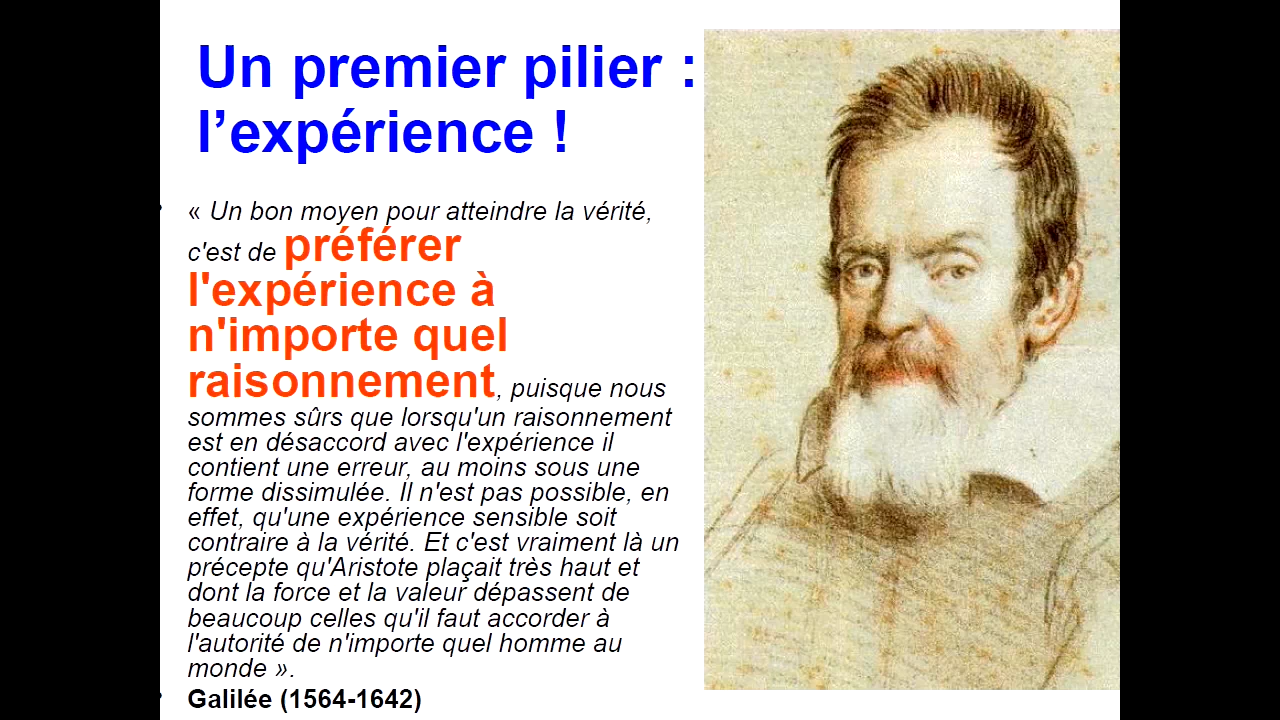 Un premier pilier :
l’expérience !
« Un bon moyen pour atteindre la vérité,
c'est de préférer
l'expérience à
n'importe quel
raisonnement, puisque nous
sommes sûrs que lorsqu'un raisonnement
est en désaccord avec l'expérience il
contient une erreur, au moins sous une
forme dissimulée. Il n'est pas possible, en
effet, qu'une expérience sensible soit
contraire à la vérité. Et c'est vraiment là un
précepte qu'Aristote plaçait très haut et
dont la force et la valeur dépassent de
beaucoup celles qu'il faut accorder à
l'autorité de n'importe quel homme au
monde ».
Galilée (1564-1642)